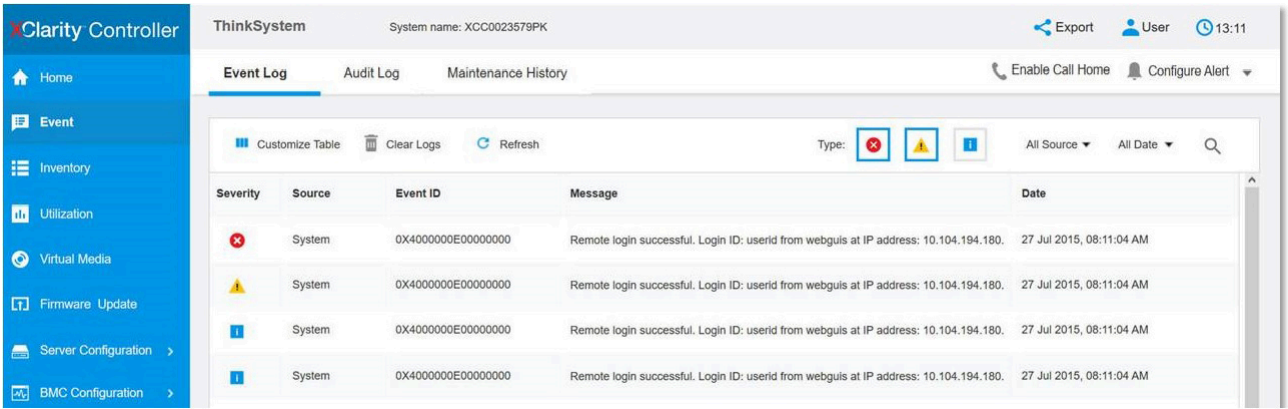 XClarity Controller
ThinkSystem System name: XCC0023579PK Export User 13:11
Home
Event Log Audit Log Maintenance History Enable Call Home Configure Alert
Event
Customize Table Clear Logs Refresh Type: All Source All Date
Inventory
Severity Source Event ID Message Date
Utilization
System 0X4000000E00000000 Remote login successful. Login ID: userid from webguis at IP address: 10.104.194.180. 27 Jul 2015, 08:11:04 AM
Virtual Media
System 0X4000000E00000000 Remote login successful. Login ID: userid from webguis at IP address: 10.104.194.180. 27 Jul 2015, 08:11:04 AM
Firmware Update
System 0X4000000E00000000 Remote login successful. Login ID: userid from webguis at IP address: 10.104.194.180. 27 Jul 2015, 08:11:04 AM
Server Configuration
System 0X4000000E00000000 Remote login successful. Login ID: userid from webguis at IP address: 10.104.194.180. 27 Jul 2015, 08:11:04 AM
BMC Configuration